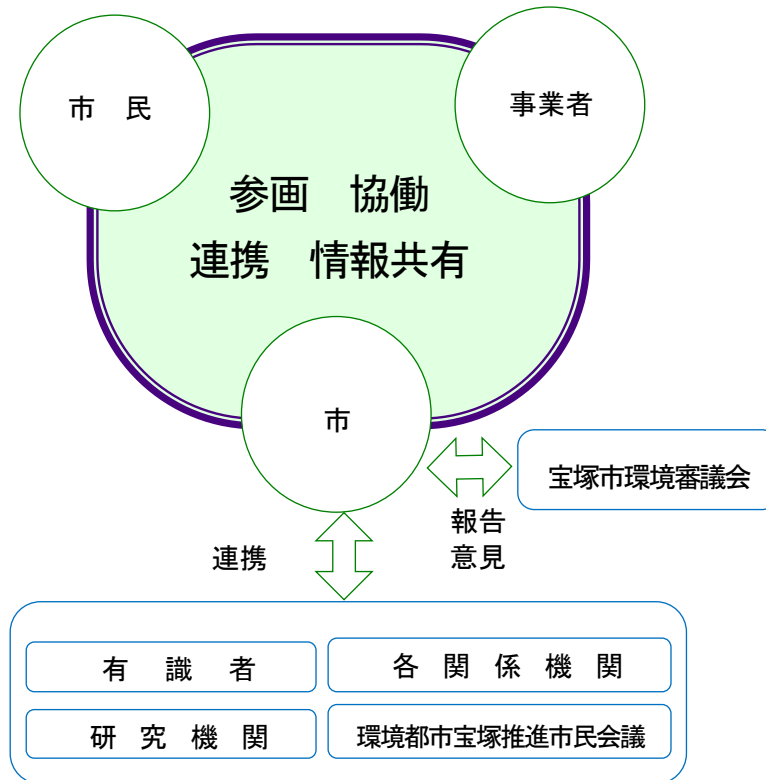 市　民
事業者
参画　協働
連携　情報共有
市
宝塚市環境審議会
報告
意見
連携
有　識　者
各　関　係　機　関
研　究　機　関
環境都市宝塚推進市民会議